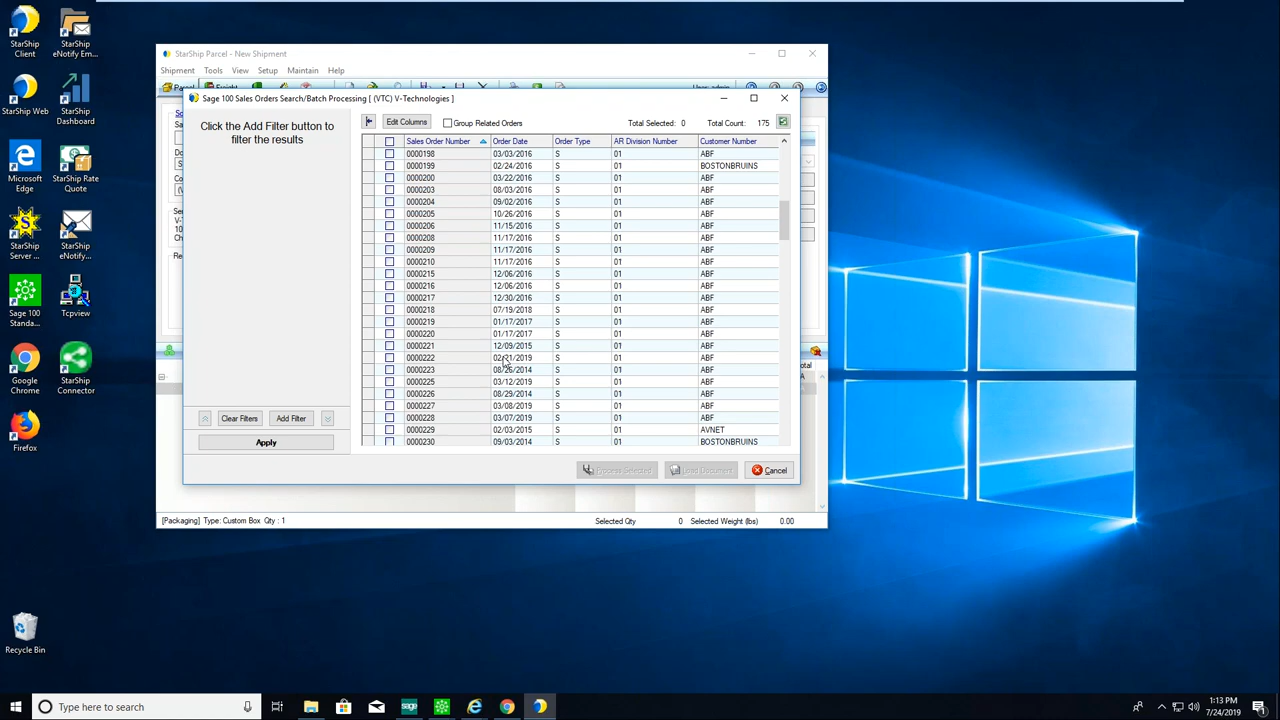 StarShip Client
StarShip eNotify Em...
StarShip Web
StarShip Dashboard
Microsoft Edge
StarShip Rate Quote
StarShip Server ...
StarShip eNotify...
Sage 100 Standa...
Tcpview
Google Chrome
StarShip Connector
Firefox
Recycle Bin
StarShip Parcel - New Shipment
Shipment Tools View Setup Maintain Help
Sage 100 Sales Orders Search/Batch Processing [ (VTC) V-Technologies ]
Click the Add Filter button to
filter the results
Edit Columns Group Related Orders Total Selected: 0 Total Count: 175
Sales Order Number Order Date Order Type AR Division Number Customer Number
0000198 03/03/2016 S 01 ABF
0000199 02/24/2016 S 01 BOSTONBRUINS
0000200 03/22/2016 S 01 ABF
0000203 08/03/2016 S 01 ABF
0000204 09/02/2016 S 01 ABF
0000205 10/26/2016 S 01 ABF
0000206 11/15/2016 S 01 ABF
0000208 11/17/2016 S 01 ABF
0000209 11/17/2016 S 01 ABF
0000210 11/17/2016 S 01 ABF
0000215 12/06/2016 S 01 ABF
0000216 12/06/2016 S 01 ABF
0000217 12/30/2016 S 01 ABF
0000218 07/19/2018 S 01 ABF
0000219 01/17/2017 S 01 ABF
0000220 01/17/2017 S 01 ABF
0000221 12/09/2015 S 01 ABF
0000222 S 01 ABF
0000223 S 01 ABF
0000225 03/12/2019 S 01 ABF
0000226 08/29/2014 S 01 ABF
0000227 03/08/2019 S 01 ABF
0000228 03/07/2019 S 01 ABF
0000229 02/03/2015 S 01 AVNET
0000230 09/03/2014 S 01 BOSTONBRUINS
Clear Filters Add Filter
Apply
Process Selected Load Document Cancel
[Packaging] Type: Custom Box Qty : 1 Selected Qty 0 Selected Weight (lbs) 0.00
Type here to search
sage
1:13 PM
7/24/2019